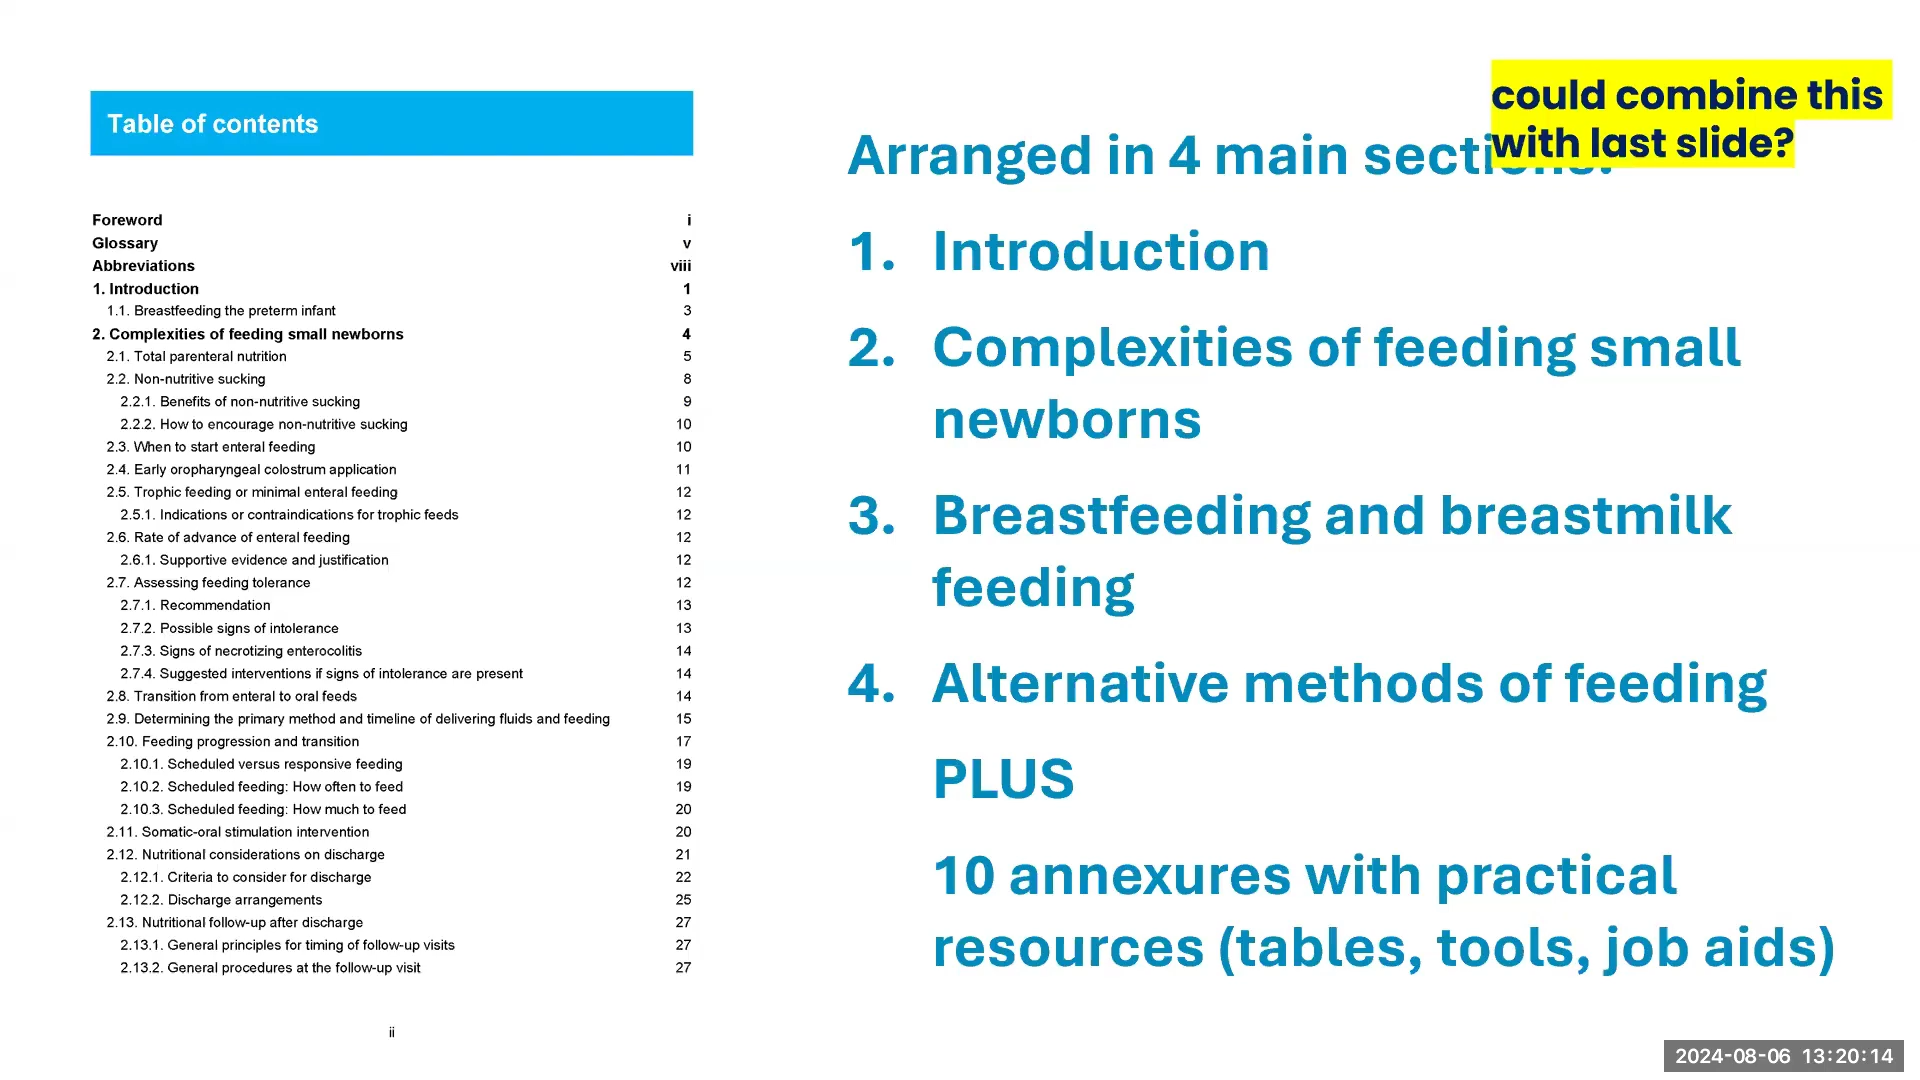 Table of contents
Foreword i
Glossary v
Abbreviations viii
1. Introduction 1
1.1. Breastfeeding the preterm infant 3
2. Complexities of feeding small newborns 4
2.1. Total parenteral nutrition 5
2.2. Non-nutritive sucking 8
2.2.1. Benefits of non-nutritive sucking 9
2.2.2. How to encourage non-nutritive sucking 10
2.3. When to start enteral feeding 10
2.4. Early oropharyngeal colostrum application 11
2.5. Trophic feeding or minimal enteral feeding 12
2.5.1. Indications or contraindications for trophic feeds 12
2.6. Rate of advance of enteral feeding 12
2.6.1. Supportive evidence and justification 12
2.7. Assessing feeding tolerance 12
2.7.1. Recommendation 13
2.7.2. Possible signs of intolerance 13
2.7.3. Signs of necrotizing enterocolitis 14
2.7.4. Suggested interventions if signs of intolerance are present 14
2.8. Transition from enteral to oral feeds 14
2.9. Determining the primary method and timeline of delivering fluids and feeding 15
2.10. Feeding progression and transition 17
2.10.1. Scheduled versus responsive feeding 19
2.10.2. Scheduled feeding: How often to feed 19
2.10.3. Scheduled feeding: How much to feed 20
2.11. Somatic-oral stimulation intervention 20
2.12. Nutritional considerations on discharge 21
2.12.1. Criteria to consider for discharge 22
2.12.2. Discharge arrangements 25
2.13. Nutritional follow-up after discharge 27
2.13.1. General principles for timing of follow-up visits 27
2.13.2. General procedures at the follow-up visit 27
ii
could combine this
with last slide?
Arranged in 4 main
1. Introduction
2. Complexities of feeding small
newborns
3. Breastfeeding and breastmilk
feeding
4. Alternative methods of feeding
PLUS
10 annexures with practical
resources (tables, tools, job aids)
2024-08-06 13:20:14